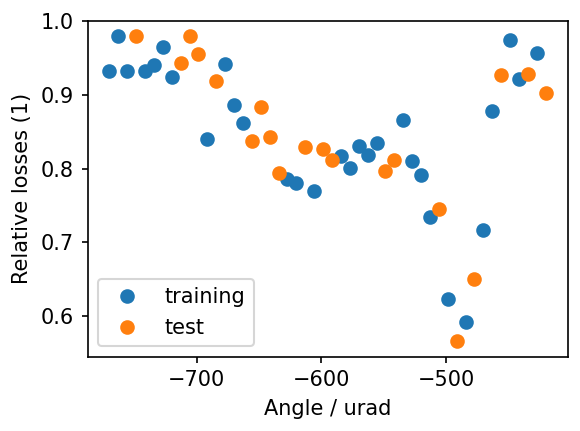 1.0
0.9
0.8
0.7
0.6
Relative losses (1)
training
test
−700
−600
−500
Angle / urad